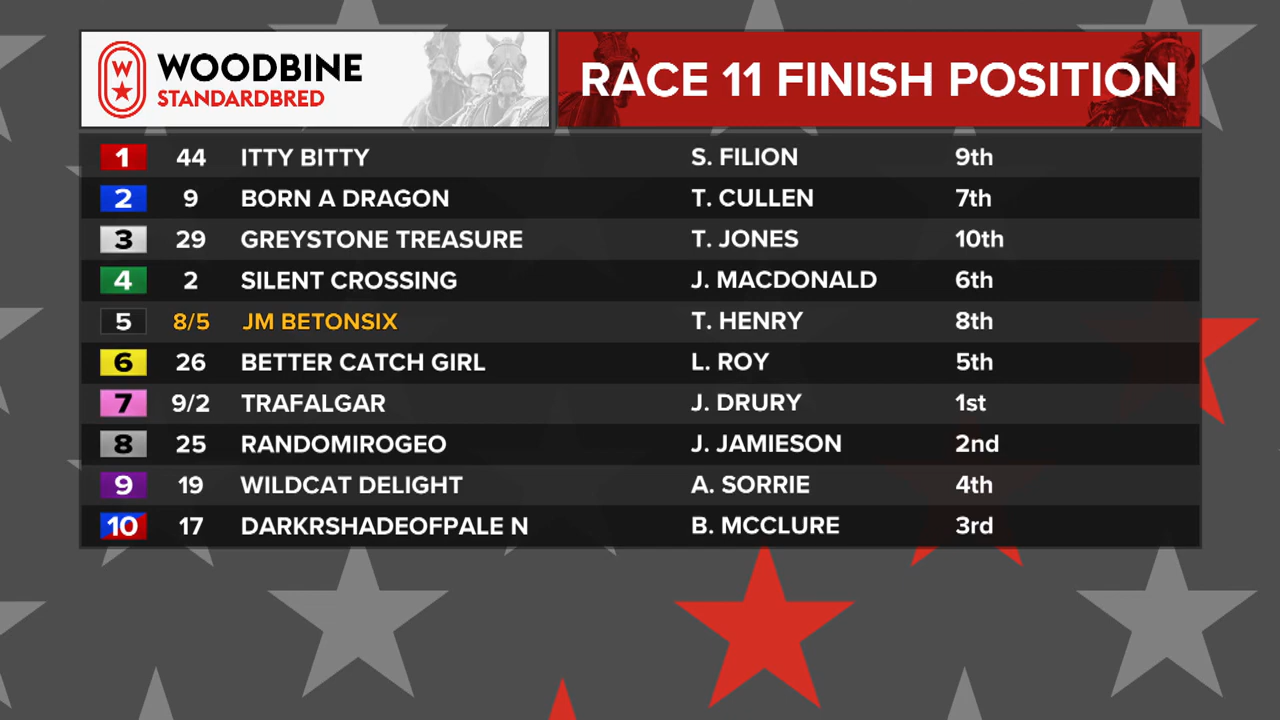 W
WOODBINE
STANDARDBRED
RACE 11 FINISH POSITION
1 44 ITTY BITTY S. FILION 9th
2 9 BORN A DRAGON T. CULLEN 7th
3 29 GREYSTONE TREASURE T. JONES 10th
4 2 SILENT CROSSING J. MACDONALD 6th
5 8/5 JM BETONSIX T. HENRY 8th
6 26 BETTER CATCH GIRL L. ROY 5th
7 9/2 TRAFALGAR J. DRURY 1st
8 25 RANDOMIROGEO J. JAMIESON 2nd
9 19 WILDCAT DELIGHT A. SORRIE 4th
10 17 DARKRSHADEOFPALE N B. MCCLURE 3rd